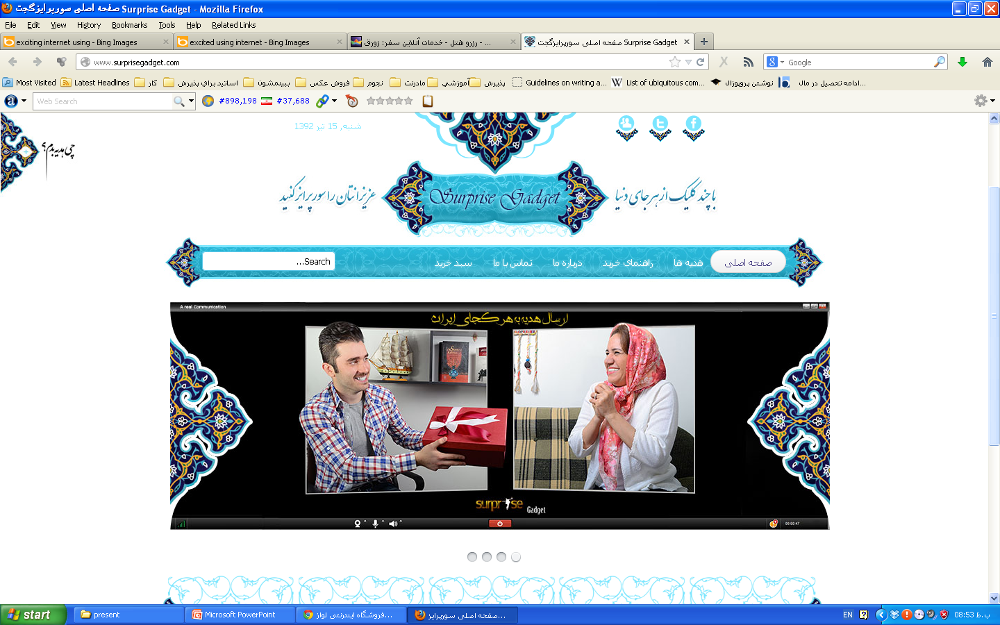 صفحه اصلی سورپرایزگجت Surprise Gadget - Mozilla Firefox
File Edit View History Bookmarks Tools Help Related Links
exciting internet using - Bing Images
excited using internet - Bing Images
رزرو هتل - خدمات آنلاین سفر: زورق - ...
صفحه اصلی سورپرایزگجت Surprise Gadget
www.surprisegadget.com
Google
Most Visited
Latest Headlines
کار
اساتید برای پذیرش
ببینمشون
فروش عکس
نجوم
مادرنت
آموزشي
پذیرش
Guidelines on writing a...
List of ubiquitous com...
نوشتن پروپوزال
ادامه تحصیل در مال...
Web Search
#898,198
#37,688
شنبه, 15 تیر 1392
چی هدیه بدم؟
با چند کلیک از هر جای دنیا
Surprise Gadget
عزیزانتان را سورپرایز کنید
صفحه اصلی
هدیه ها
راهنمای خرید
درباره ما
تماس با ما
سبد خرید
Search...
A real Communication
ارسال هدیه به هر کجای ایران
surprise Gadget
00:00:47
start
present
Microsoft PowerPoint
فروشگاه اینترنتی لواز...
صفحه اصلی سورپرایز...
EN
08:53 ب.ظ